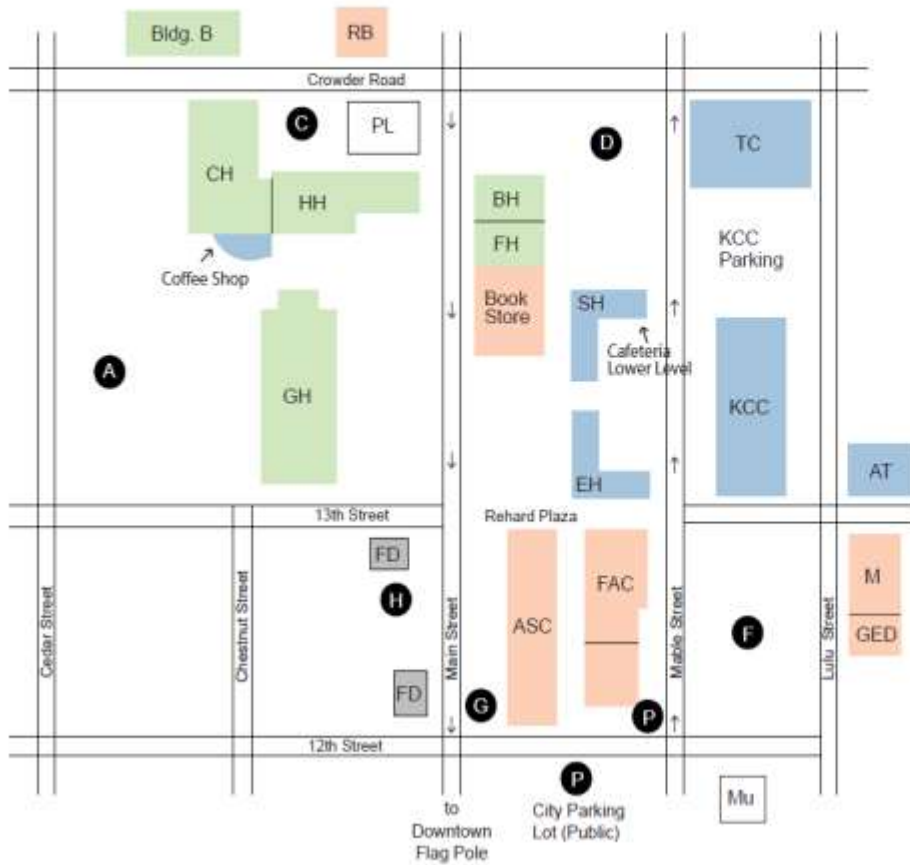 Bldg. B
RB
Crowder Road
C
PL
D
TC
CH
HH
BH
FH
KCC
Parking
Coffee Shop
Book
Store
SH
Cafeteria
Lower Level
A
GH
KCC
AT
EH
13th Street
Rehard Plaza
FD
H
ASC
FAC
F
M
GED
Cedar Street
Chestnut Street
Main Street
Mable Street
Lulu Street
FD
G
P
12th Street
P
City Parking
Lot (Public)
Mu
to
Downtown
Flag Pole